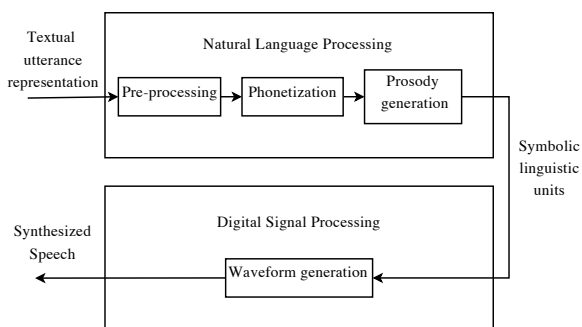 Textual
utterance
representation
Natural Language Processing
Pre-processing
Phonetization
Prosody
generation
Symbolic
linguistic
units
Digital Signal Processing
Waveform generation
Synthesized
Speech